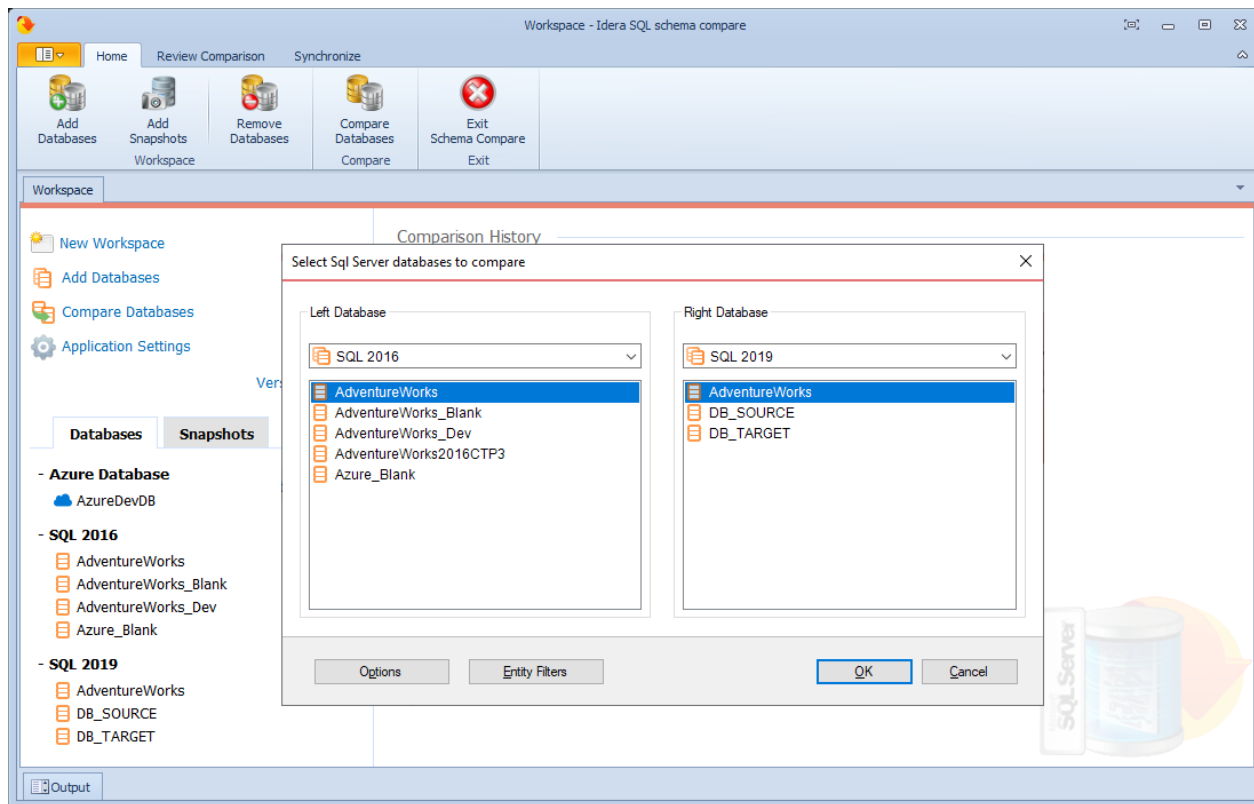 Workspace - Idera SQL schema compare
Home Review Comparison Synchronize
Add Databases
Add Snapshots
Remove Databases
Compare Databases
Exit Schema Compare
Workspace Compare Exit
Workspace
New Workspace
Add Databases
Compare Databases
Application Settings
Databases Snapshots
- Azure Database
AzureDevDB
- SQL 2016
AdventureWorks
AdventureWorks_Blank
AdventureWorks_Dev
Azure_Blank
- SQL 2019
AdventureWorks
DB_SOURCE
DB_TARGET
Comparison History
Select Sql Server databases to compare
Left Database
SQL 2016
AdventureWorks
AdventureWorks_Blank
AdventureWorks_Dev
AdventureWorks2016CTP3
Azure_Blank
Right Database
SQL 2019
AdventureWorks
DB_SOURCE
DB_TARGET
Options Entity Filters OK Cancel
SQL Server
Output